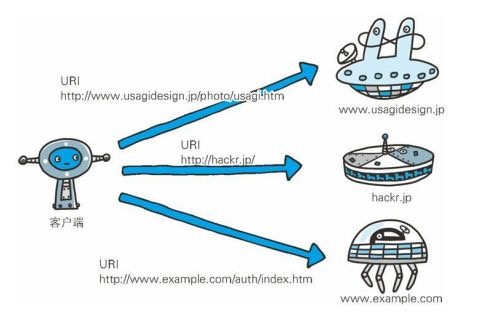 URI
http://www.usagidesign.jp/photo/usagi.htm
www.usagidesign.jp
URI
http://hackr.jp/
hackr.jp
客户端
URI
http://www.example.com/auth/index.htm
www.example.com